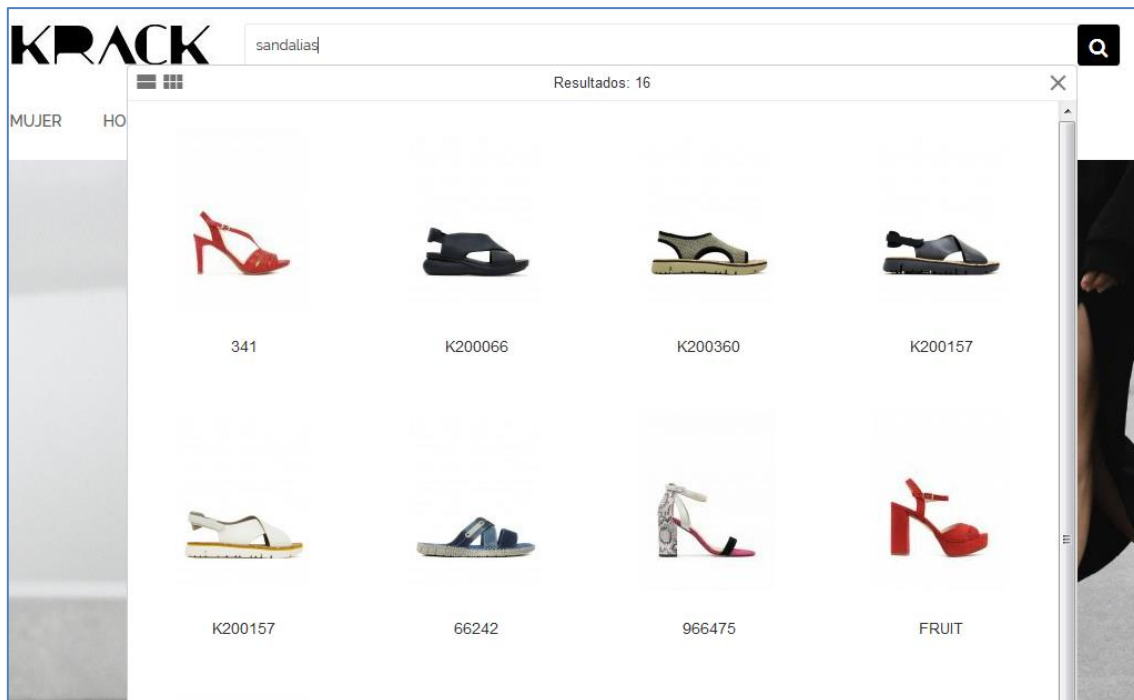 KRACK
sandalias
Resultados: 16
MUJER HO
341 K200066 K200360 K200157
K200157 66242 966475 FRUIT